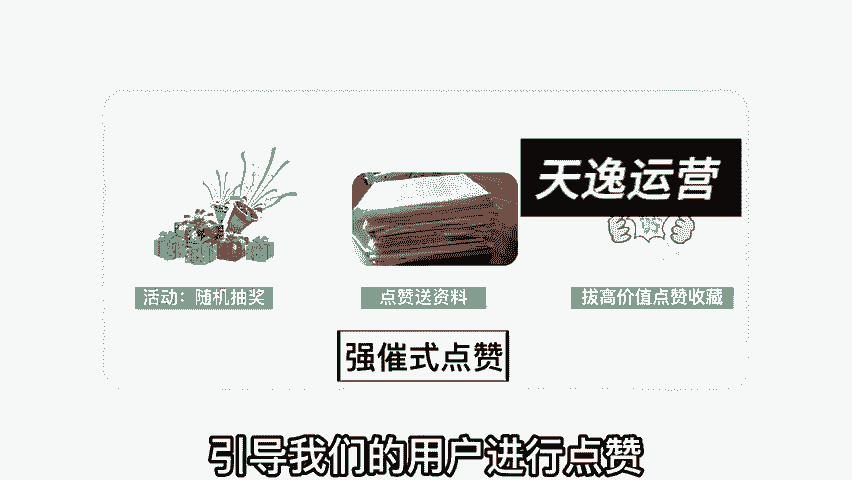 天逸运营
活动：随机抽奖
点赞送资料
拔高价值点赞收藏
强催式点赞
引导我们的用户进行点赞